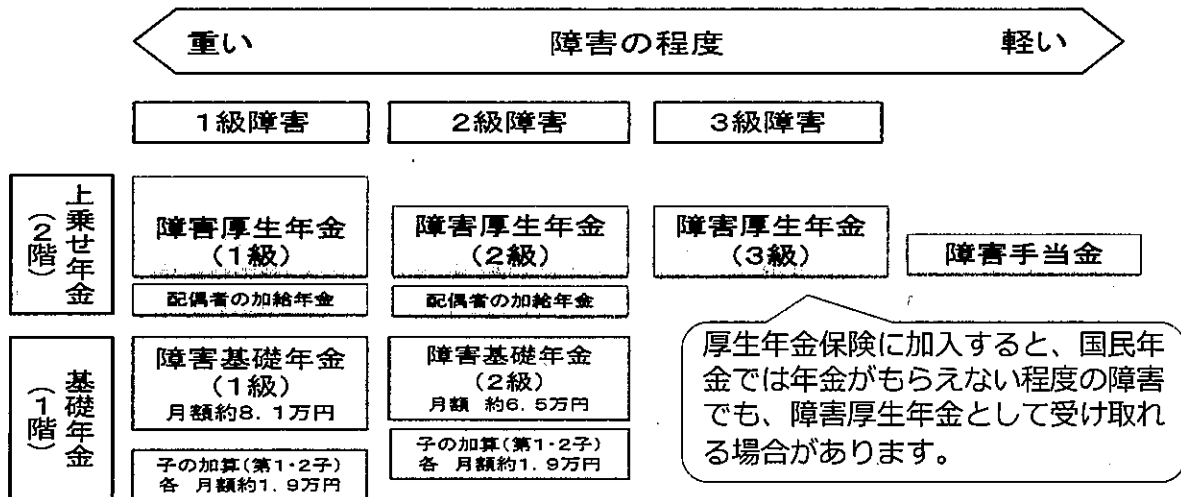 重い 障害の程度 軽い
1級障害 2級障害 3級障害
上乗せ年金
(2階)
障害厚生年金
(1級)
配偶者の加給年金
障害厚生年金
(2級)
配偶者の加給年金
障害厚生年金
(3級)
障害手当金
基礎年金
(1階)
障害基礎年金
(1級)
月額約8.1万円
子の加算(第1・2子)
各 月額約1.9万円
障害基礎年金
(2級)
月額 約6.5万円
子の加算(第1・2子)
各 月額約1.9万円
厚生年金保険に加入すると、国民年
金では年金がもらえない程度の障害
でも、障害厚生年金として受け取れ
る場合があります。